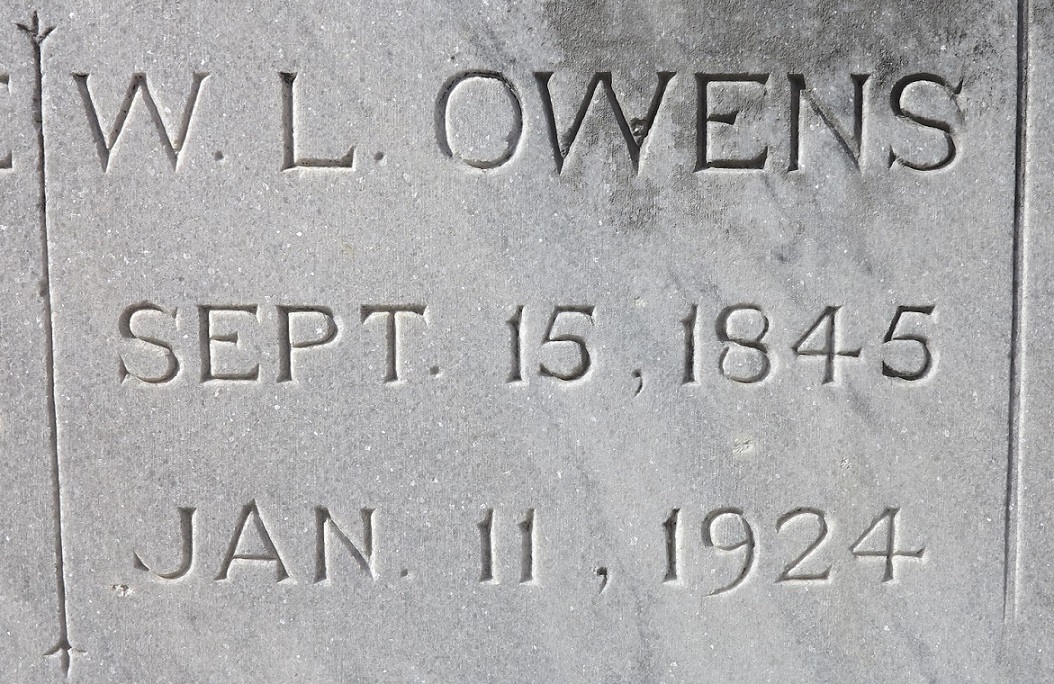 W. L. OWENS
SEPT. 15, 1845
JAN. 11, 1924